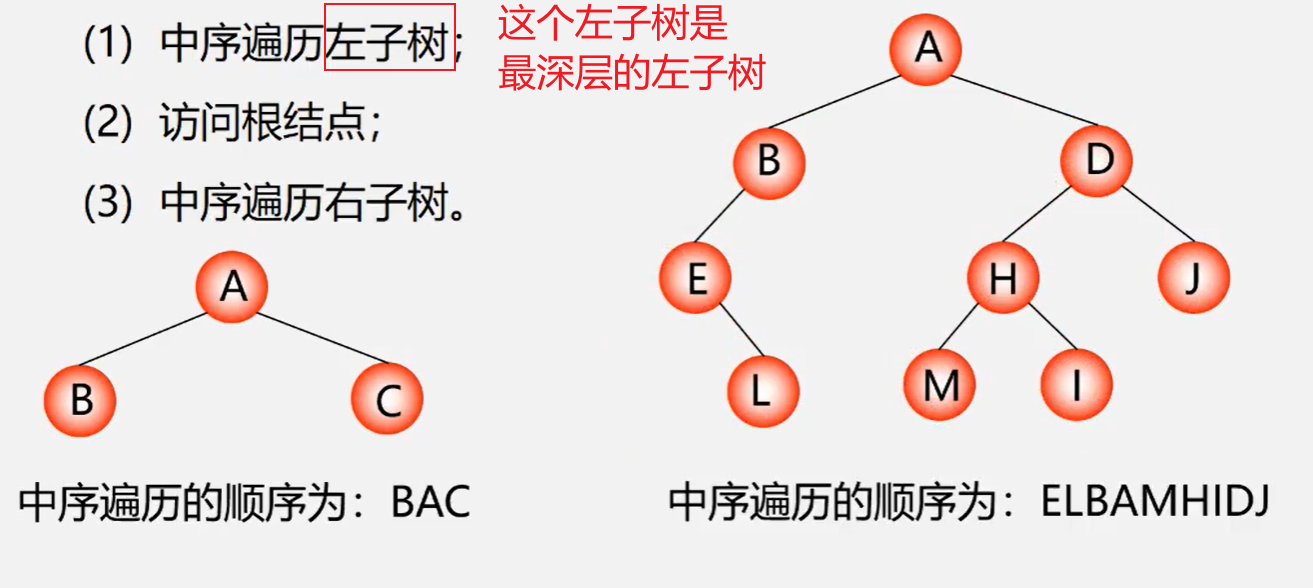 (1) 中序遍历左子树；
这个左子树是
最深层的左子树
(2) 访问根结点；
(3) 中序遍历右子树。
A
B
C
中序遍历的顺序为：BAC
A
B
D
E
H
J
L
M
I
中序遍历的顺序为：ELBAMHIDJ